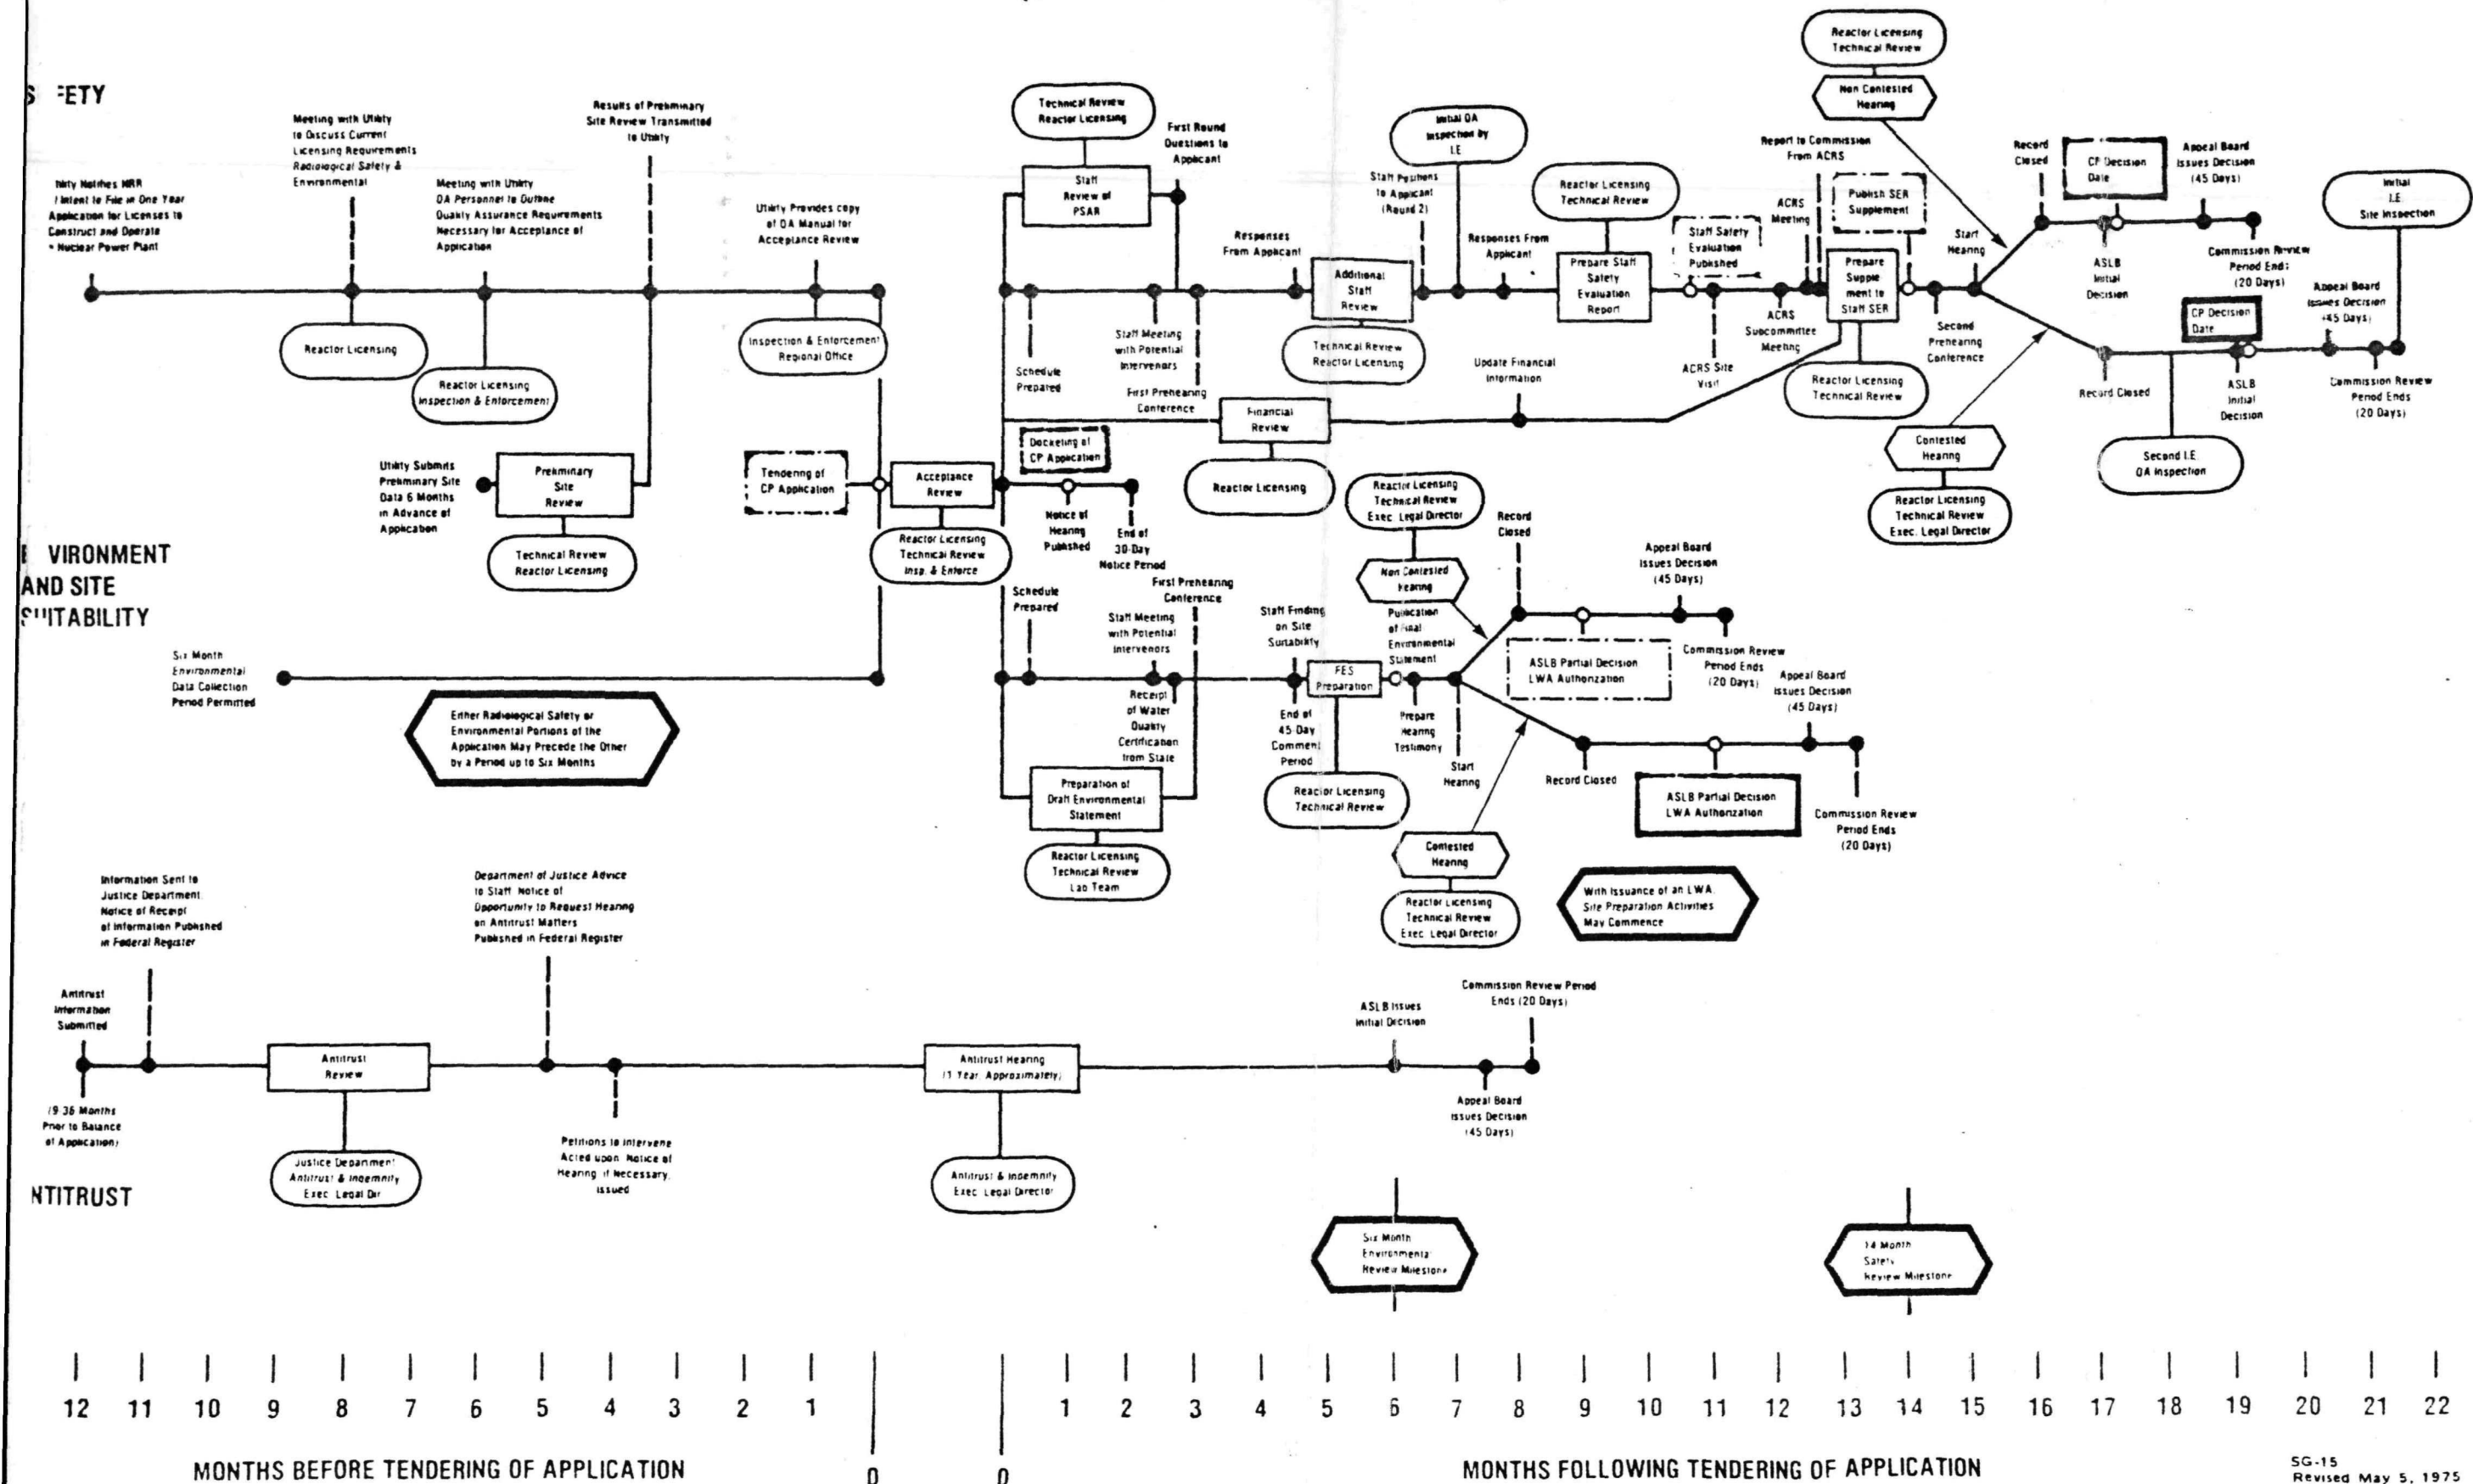 FETY
Meeting with Utility
to Discuss Current
Licensing Requirements
Radiological Safety &
Environmental
Results of Preliminary
Site Review Transmitted
to Utility
Notifies NRR
Intent to File in One Year
Application for Licenses to
Construct and Operate
Nuclear Power Plant
Meeting with Utility
QA Personnel to Outline
Quality Assurance Requirements
Necessary for Acceptance of
Application
Utility Provides copy
of QA Manual for
Acceptance Review
Reactor Licensing
Reactor Licensing
Inspection & Enforcement
Inspection & Enforcement
Regional Office
Technical Review
Reactor Licensing
Staff
Review of
PSAR
First Round
Questions to
Applicant
Schedule
Prepared
Staff Meeting
with Potential
Intervenors
First Prehearing
Conference
Responses
From Applicant
Additional
Staff
Review
Technical Review
Reactor Licensing
Staff Positions
to Applicant
(Round 2)
Initial QA
Inspection by
I.E
Responses From
Applicant
Reactor Licensing
Technical Review
Prepare Staff
Safety
Evaluation
Report
Staff Safety
Evaluation
Published
ACRS Site
Visit
ACRS
Subcommittee
Meeting
ACRS
Meeting
Report to Commission
From ACRS
Publish SER
Supplement
Prepare
Supple
ment to
Staff SER
Reactor Licensing
Technical Review
Second
Prehearing
Conference
Start
Hearing
Reactor Licensing
Technical Review
Non Contested
Hearing
Record
Closed
CP Decision
Date
Appeal Board
Issues Decision
(45 Days)
ASLB
Initial
Decision
Commission Review
Period Ends
(20 Days)
Initial
I.E.
Site Inspection
CP Decision
Date
Appeal Board
Issues Decision
(45 Days)
Record Closed
ASLB
Initial
Decision
Commission Review
Period Ends
(20 Days)
Second I.E.
QA Inspection
Contested
Hearing
Reactor Licensing
Technical Review
Exec. Legal Director
Update Financial
Information
Financial
Review
Reactor Licensing
Utility Submits
Preliminary Site
Data 6 Months
in Advance of
Application
Preliminary
Site
Review
Technical Review
Reactor Licensing
Tendering of
CP Application
Acceptance
Review
Reactor Licensing
Technical Review
Insp. & Enforce
Docketing of
CP Application
Notice of
Hearing
Published
End of
30-Day
Notice Period
VIRONMENT
AND SITE
SUITABILITY
Six Month
Environmental
Data Collection
Period Permitted
Either Radiological Safety or
Environmental Portions of the
Application May Precede the Other
by a Period up to Six Months
Schedule
Prepared
Staff Meeting
with Potential
Intervenors
First Prehearing
Conference
Receipt
of Water
Quality
Certification
from State
Preparation of
Draft Environmental
Statement
Reactor Licensing
Technical Review
Lab Team
Staff Finding
on Site
Suitability
End of
45 Day
Comment
Period
FES
Preparation
Reactor Licensing
Technical Review
Publication
of Final
Environmental
Statement
Prepare
Hearing
Testimony
Start
Hearing
Reactor Licensing
Technical Review
Exec. Legal Director
Non Contested
Hearing
Record
Closed
Appeal Board
Issues Decision
(45 Days)
ASLB Partial Decision
LWA Authorization
Commission Review
Period Ends
(20 Days)
Appeal Board
Issues Decision
(45 Days)
Record Closed
ASLB Partial Decision
LWA Authorization
Commission Review
Period Ends
(20 Days)
Contested
Hearing
Reactor Licensing
Technical Review
Exec. Legal Director
With Issuance of an LWA
Site Preparation Activities
May Commence
Information Sent to
Justice Department
Notice of Receipt
of Information Published
in Federal Register
Department of Justice Advice
to Staff Notice of
Opportunity to Request Hearing
on Antitrust Matters
Published in Federal Register
Antitrust
Information
Submitted
(9-36 Months
Prior to Balance
of Application)
Antitrust
Review
Justice Department
Antitrust & Indemnity
Exec. Legal Dir
Petitions to Intervene
Acted upon Notice of
Hearing if Necessary,
issued
Antitrust Hearing
(1 Year Approximately)
Antitrust & Indemnity
Exec. Legal Director
ASLB Issues
Initial Decision
Commission Review Period
Ends (20 Days)
Appeal Board
Issues Decision
(45 Days)
NTITRUST
Six Month
Environmental
Review Milestone
14 Month
Safety
Review Milestone
12 11 10 9 8 7 6 5 4 3 2 1 1 2 3 4 5 6 7 8 9 10 11 12 13 14 15 16 17 18 19 20 21 22
MONTHS BEFORE TENDERING OF APPLICATION 0 0 MONTHS FOLLOWING TENDERING OF APPLICATION
SG-15
Revised May 5, 1975